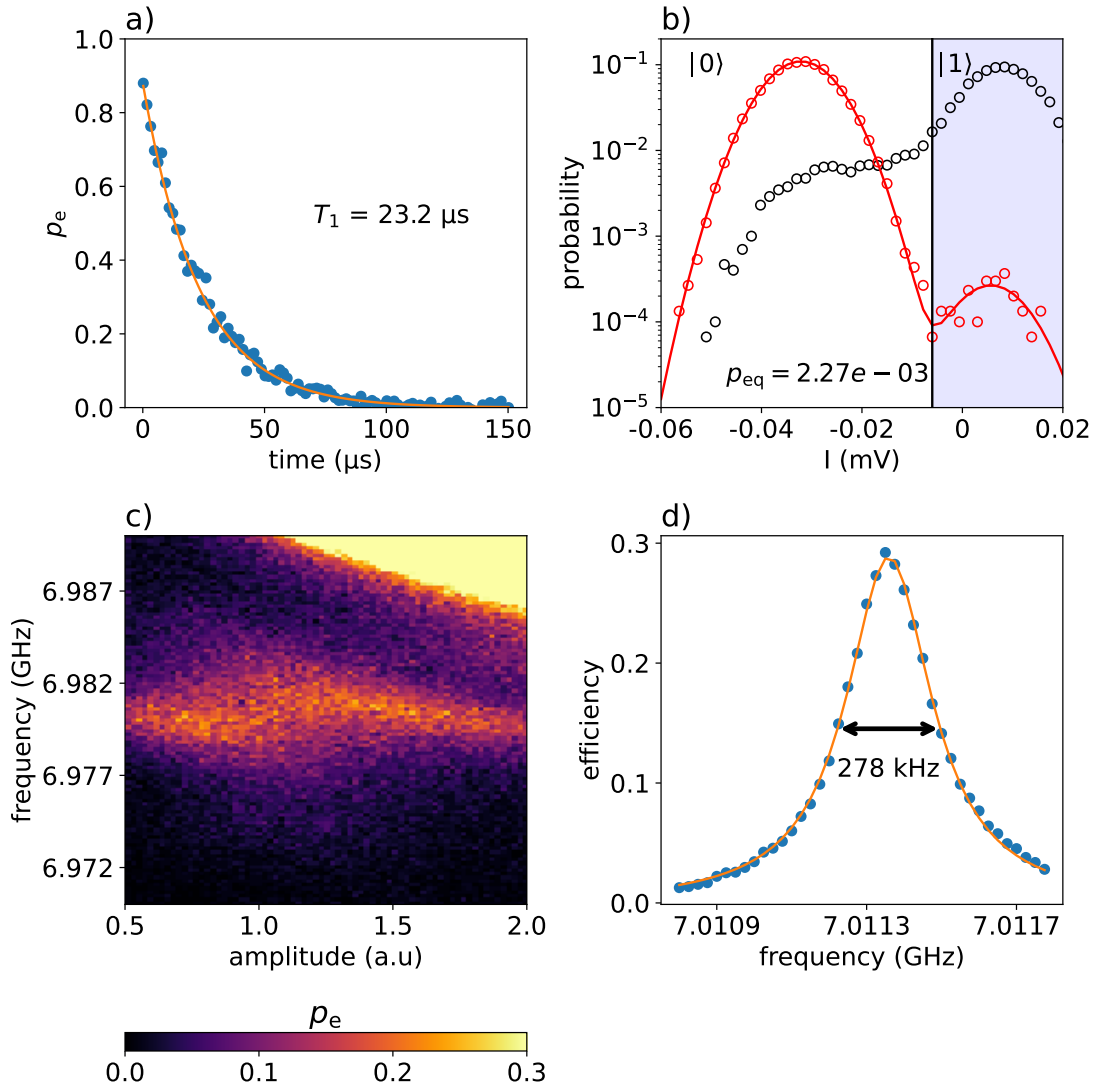 a)
1.0
0.8
0.6
0.4
0.2
0.0
p_e
T_1 = 23.2 µs
0
50
100
150
time (µs)
b)
|0⟩
|1⟩
10^{-1}
10^{-2}
10^{-3}
10^{-4}
10^{-5}
probability
p_eq = 2.27e − 03
-0.06
-0.04
-0.02
0
0.02
I (mV)
c)
6.987
6.982
6.977
6.972
frequency (GHz)
0.5
1.0
1.5
2.0
amplitude (a.u)
d)
0.3
0.2
0.1
0.0
efficiency
278 kHz
7.0109
7.0113
7.0117
frequency (GHz)
p_e
0.0
0.1
0.2
0.3